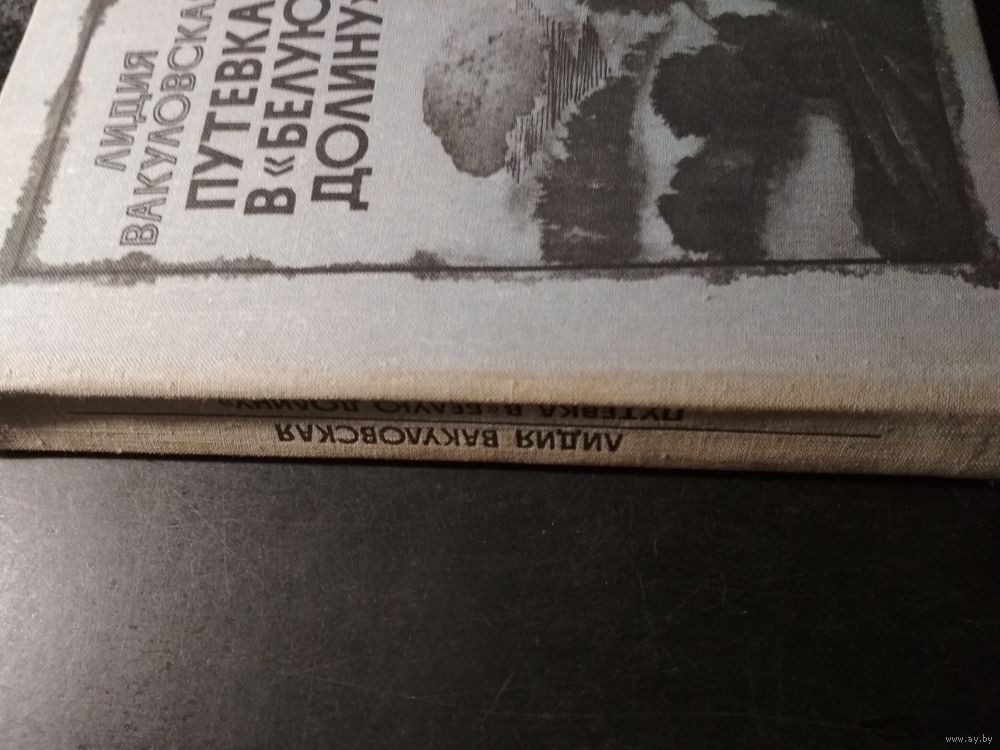 ЛИДИЯ
ВАКУЛОВСКАЯ
ПУТЕВКА
В «БЕЛУЮ
ДОЛИНУ»
ЛИДИЯ ВАКУЛОВСКАЯ
ПУТЕВКА В «БЕЛУЮ ДОЛИНУ»
www.ay.by